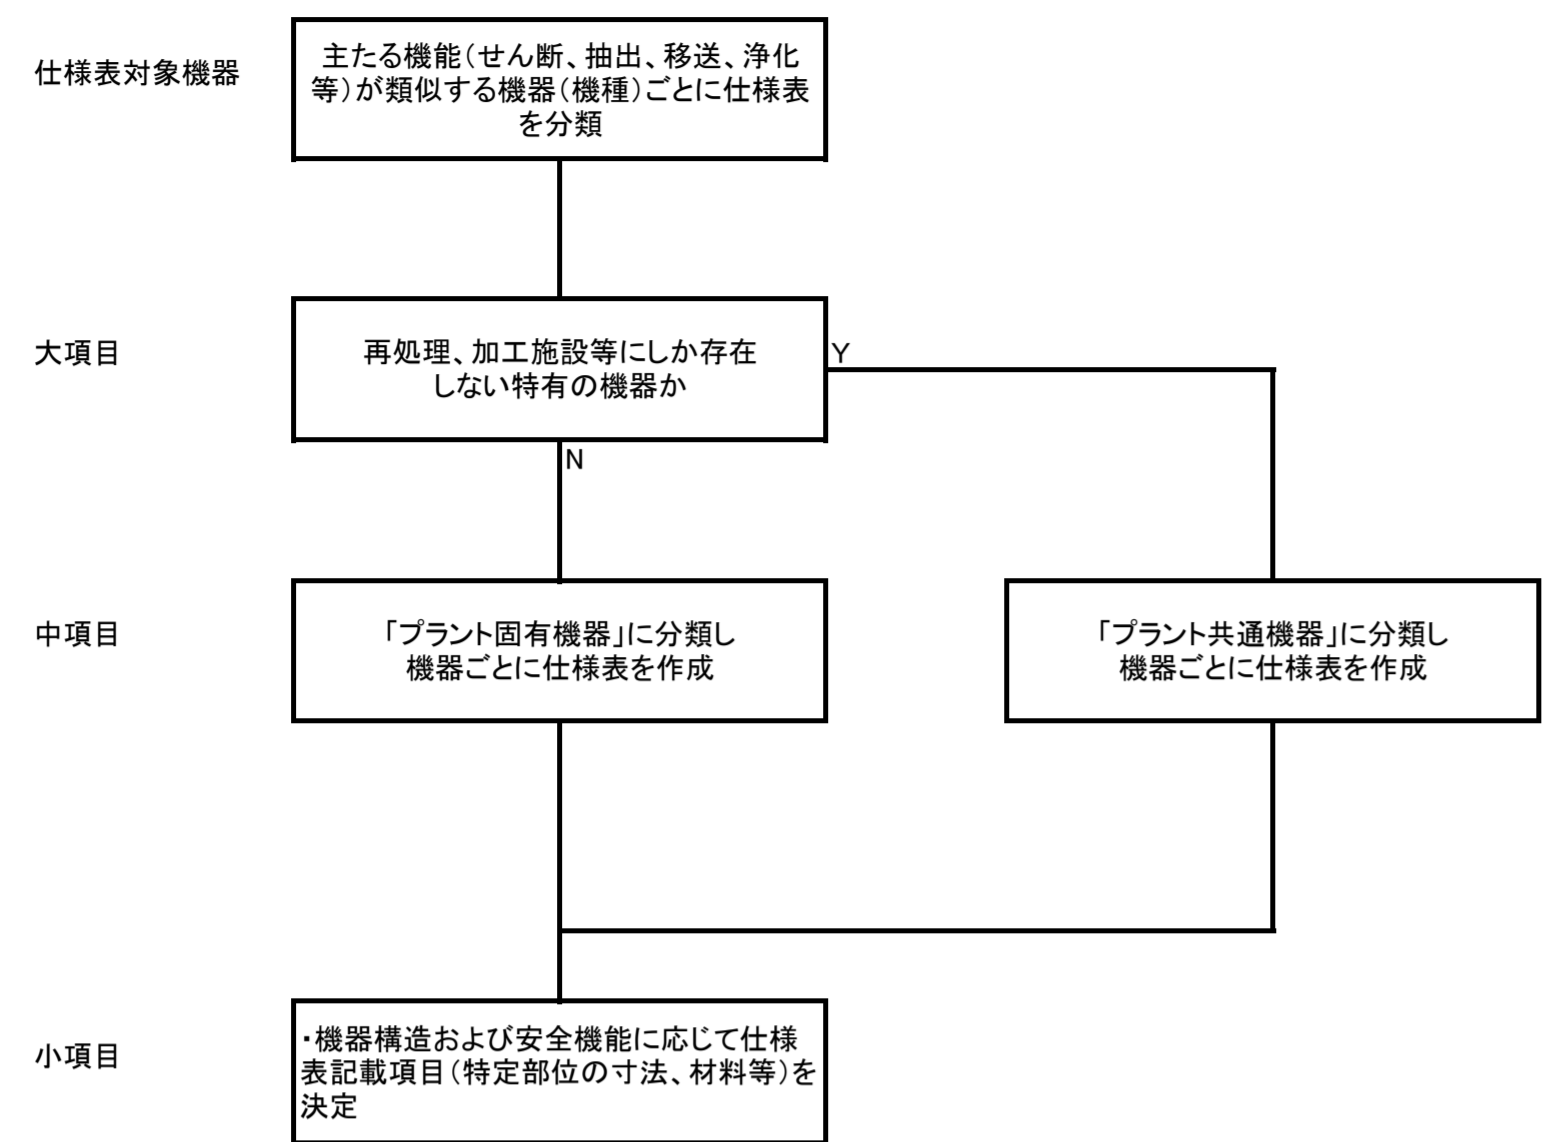 仕様表対象機器
主たる機能（せん断、抽出、移送、浄化
等）が類似する機器（機種）ごとに仕様表
を分類
大項目
再処理、加工施設等にしか存在
しない特有の機器か
Y
N
中項目
「プラント固有機器」に分類し
機器ごとに仕様表を作成
「プラント共通機器」に分類し
機器ごとに仕様表を作成
小項目
・機器構造および安全機能に応じて仕様
表記載項目（特定部位の寸法、材料等）を
決定